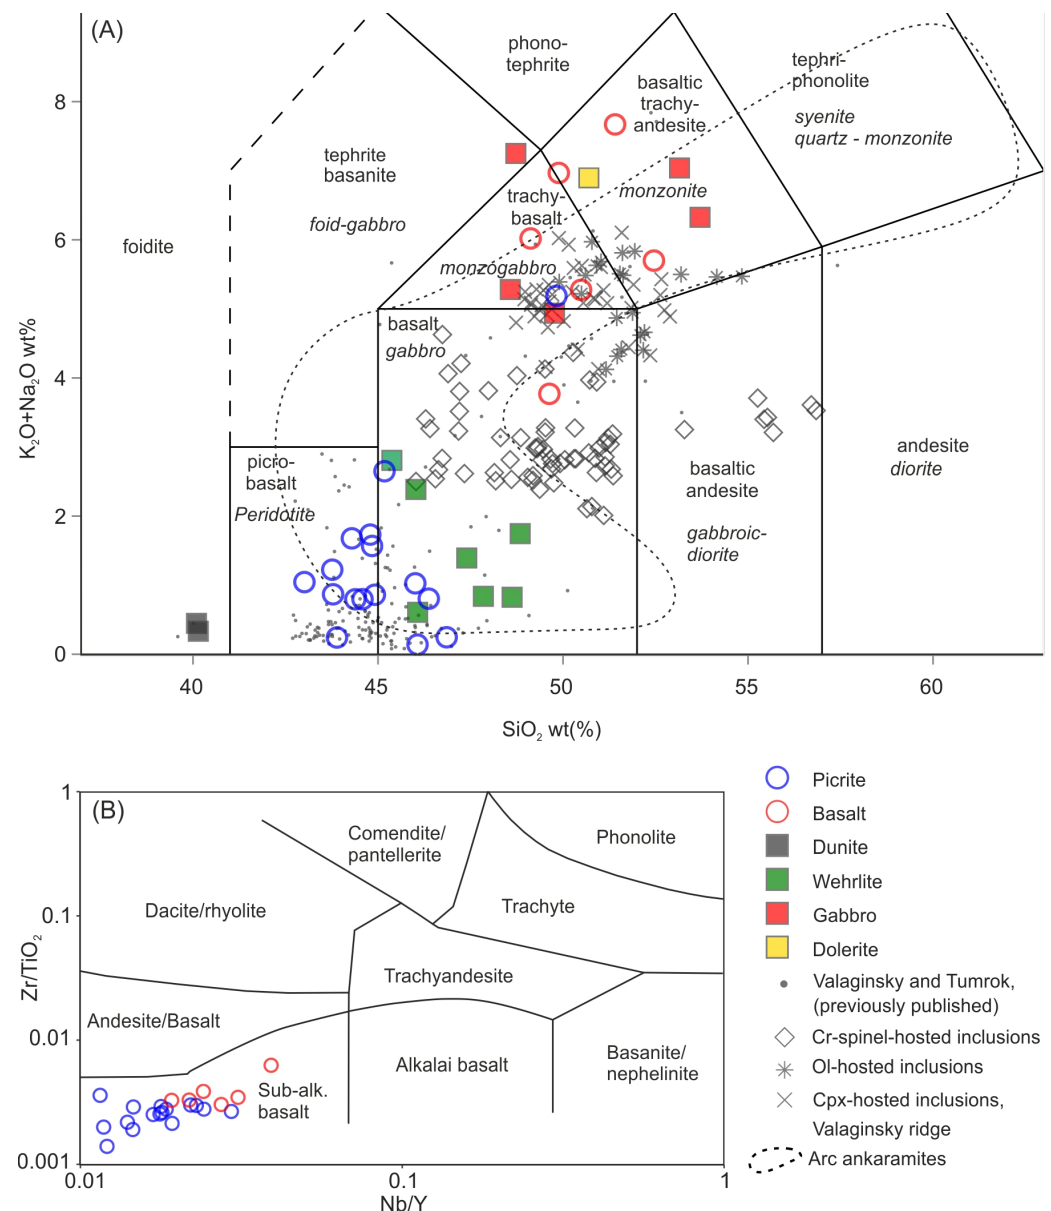 (A)
phono-
tephrite
basaltic
trachy-
andesite
tephri-
phonolite
syenite
quartz - monzonite
tephrite
basanite
foid-gabbro
foidite
trachy-
basalt
monzonite
monzogabbro
basalt
gabbro
picro-
basalt
Peridotite
basaltic
andesite
gabbroic-
diorite
andesite
diorite
8
6
4
2
0
K₂O+Na₂O wt%
40
45
50
55
60
SiO₂ wt(%)
(B)
1
0.1
0.01
0.001
Zr/TiO₂
Comendite/
pantellerite
Phonolite
Dacite/rhyolite
Trachyte
Trachyandesite
Andesite/Basalt
Alkalai basalt
Basanite/
nephelinite
Sub-alk.
basalt
0.01
0.1
1
Nb/Y
Picrite
Basalt
Dunite
Wehrlite
Gabbro
Dolerite
Valaginsky and Tumrok,
(previously published)
Cr-spinel-hosted inclusions
Ol-hosted inclusions
Cpx-hosted inclusions,
Valaginsky ridge
Arc ankaramites